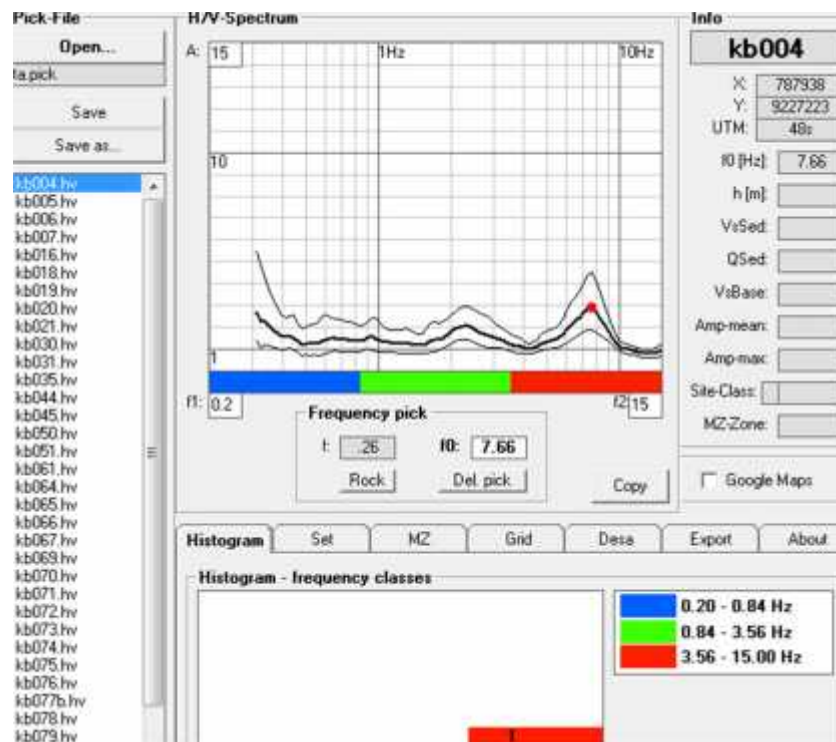 Pick-File
Open...
ta.pick
Save
Save as...
kb004.hv
kb005.hv
kb006.hv
kb007.hv
kb016.hv
kb018.hv
kb019.hv
kb020.hv
kb021.hv
kb030.hv
kb031.hv
kb035.hv
kb044.hv
kb045.hv
kb050.hv
kb051.hv
kb061.hv
kb064.hv
kb065.hv
kb066.hv
kb067.hv
kb069.hv
kb070.hv
kb071.hv
kb072.hv
kb073.hv
kb074.hv
kb075.hv
kb076.hv
kb077b.hv
kb078.hv
kb079.hv
H/V-Spectrum
A: 15 1Hz 10Hz
10
1
f1: 0.2 f2 15
Frequency pick
f: .26 f0: 7.66
Rock Del. pick
Copy
Info
kb004
X: 787938
Y: 9227223
UTM: 48s
f0 [Hz]: 7.66
h [m]:
VsSed:
QSed:
VsBase:
Amp-mean:
Amp-max:
Site-Class:
MZ-Zone:
Google Maps
Histogram Set MZ Grid Desa Export About
Histogram - frequency classes
0.20 - 0.84 Hz
0.84 - 3.56 Hz
3.56 - 15.00 Hz